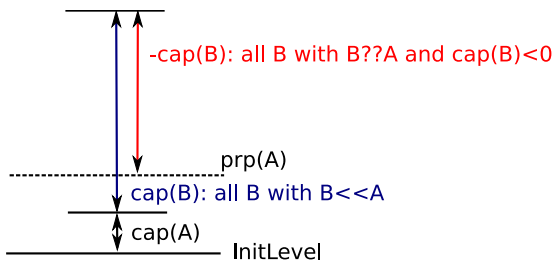 -cap(B): all B with B??A and cap(B)<0
prp(A)
cap(B): all B with B<<A
cap(A)
InitLevel